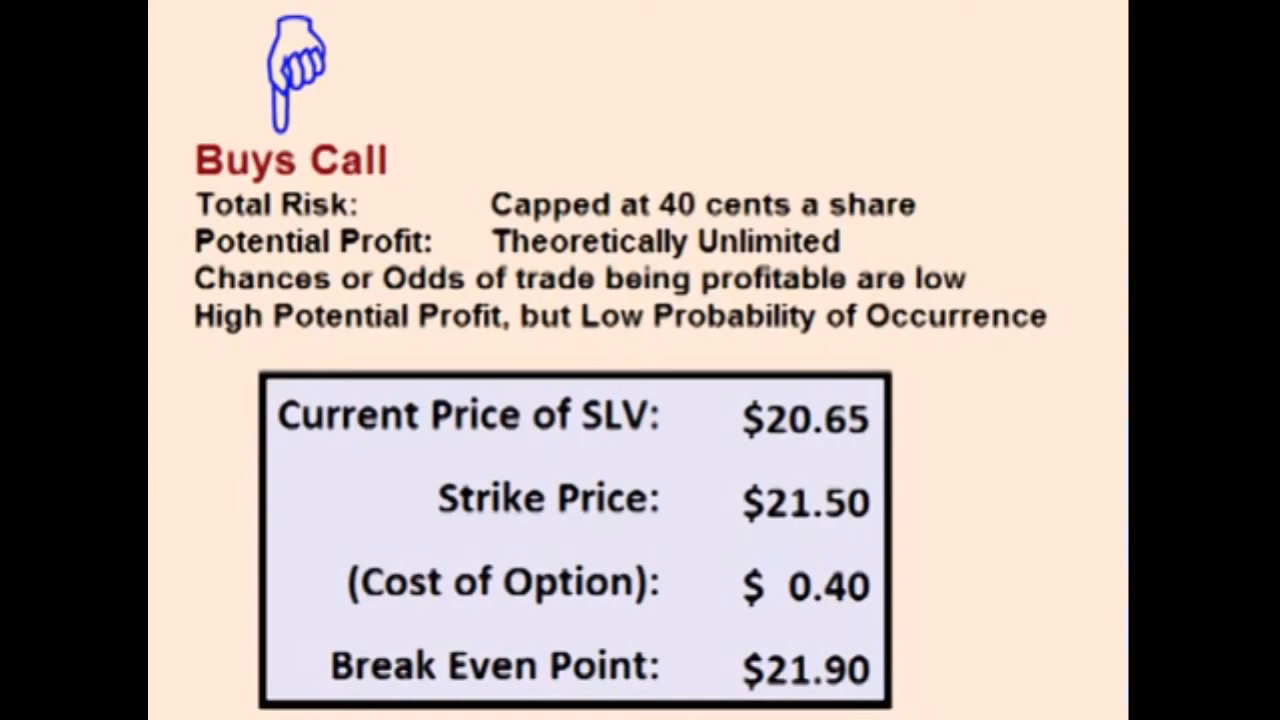 Buys Call
Total Risk: Capped at 40 cents a share
Potential Profit: Theoretically Unlimited
Chances or Odds of trade being profitable are low
High Potential Profit, but Low Probability of Occurrence
Current Price of SLV: $20.65
Strike Price: $21.50
(Cost of Option): $ 0.40
Break Even Point: $21.90